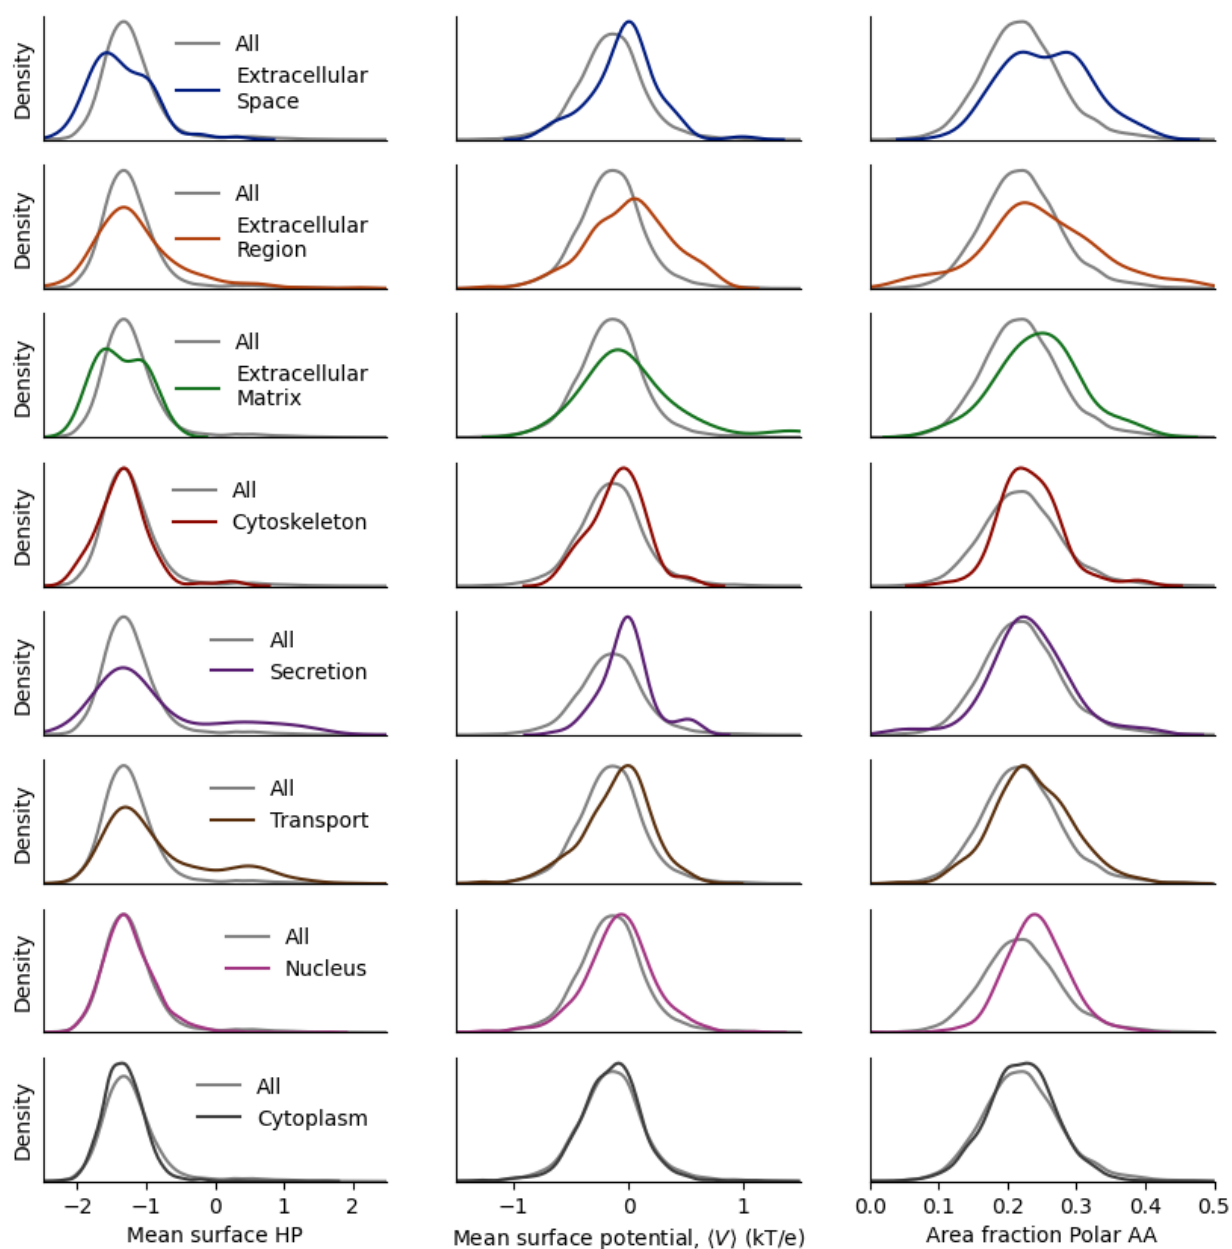 Density
All
Extracellular
Space
Density
All
Extracellular
Region
Density
All
Extracellular
Matrix
Density
All
Cytoskeleton
Density
All
Secretion
Density
All
Transport
Density
All
Nucleus
Density
All
Cytoplasm
−2 −1 0 1 2
Mean surface HP
−1 0 1
Mean surface potential, ⟨V⟩ (kT/e)
0.0 0.1 0.2 0.3 0.4 0.5
Area fraction Polar AA